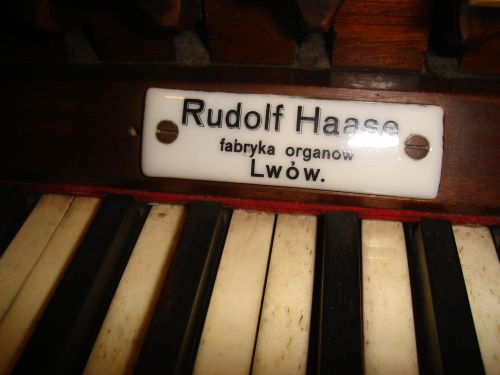 Rudolf Haase
fabryka organow
Lwów.